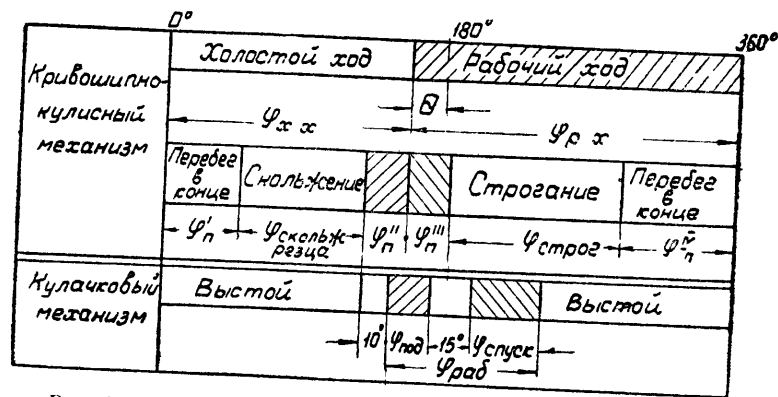 0° 180° 360°
Холостой ход Рабочий ход
Кривошипно-
кулисный
механизм
Θ
φх х φр х
Перебег
в
конце
Скольжение
Строгание
Перебег
в
конце
φ'п φскольж
резца
φ''п φ'''п φстрог
Кулачковый
механизм
Выстой Выстой
10° φпод 15° φспуск
φраб